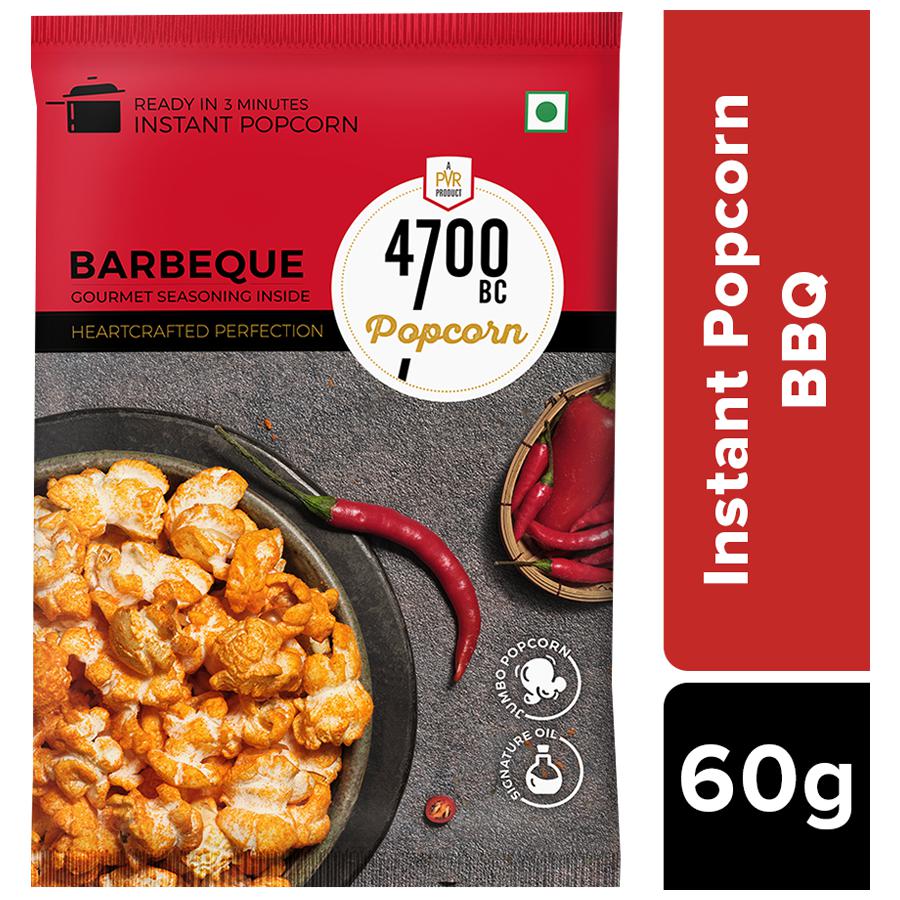 READY IN 3 MINUTES
INSTANT POPCORN
A
PVR
PRODUCT
4700
BC
Popcorn
BARBEQUE
GOURMET SEASONING INSIDE
HEARTCRAFTED PERFECTION
JUMBO POPCORN
SIGNATURE OIL
Instant Popcorn
BBQ
60g